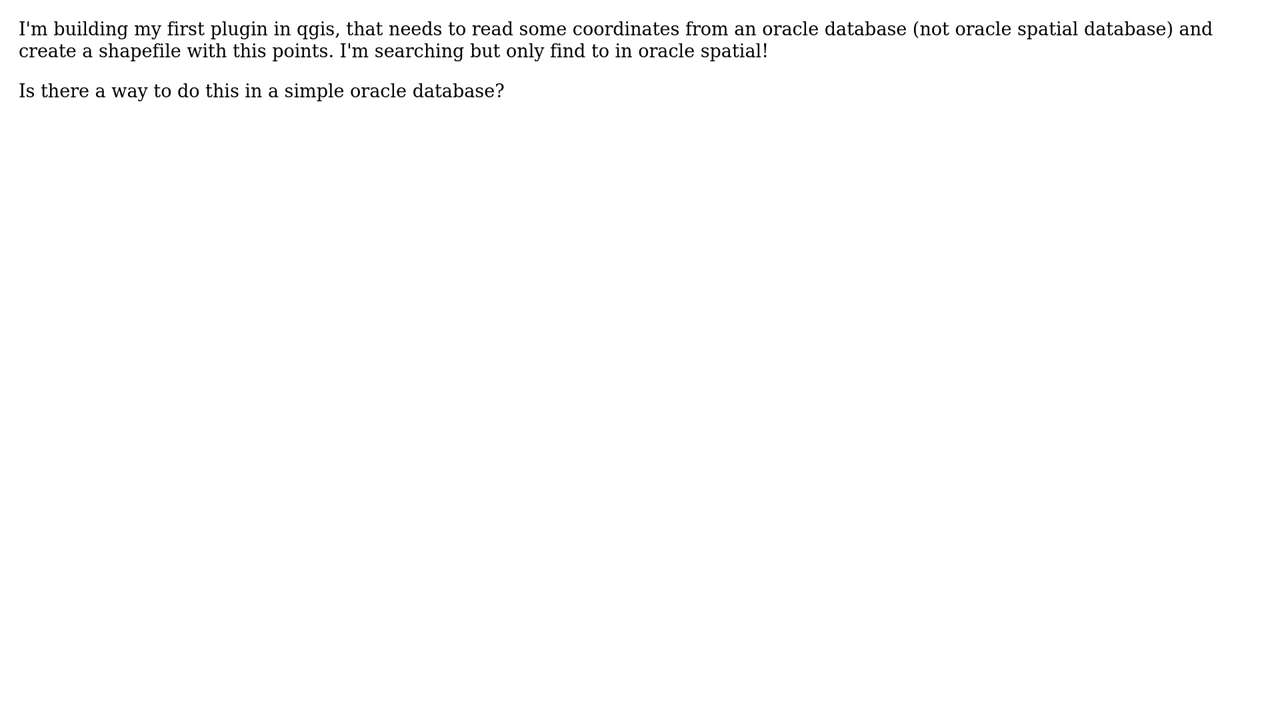 I'm building my first plugin in qgis, that needs to read some coordinates from an oracle database (not oracle spatial database) and
create a shapefile with this points. I'm searching but only find to in oracle spatial!
Is there a way to do this in a simple oracle database?